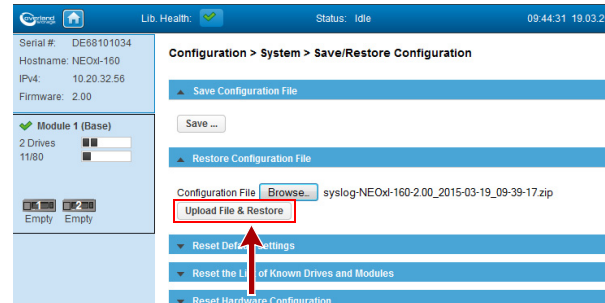 overland
storage
Lib. Health:
Status: Idle
09:44:31 19.03.2
Serial #: DE68101034
Hostname: NEOxl-160
IPv4: 10.20.32.56
Firmware: 2.00
Module 1 (Base)
2 Drives
11/80
1
2
Empty Empty
Configuration > System > Save/Restore Configuration
Save Configuration File
Save ...
Restore Configuration File
Configuration File Browse.. syslog-NEOxl-160-2.00_2015-03-19_09-39-17.zip
Upload File & Restore
Reset Default Settings
Reset the List of Known Drives and Modules
Reset Hardware Configuration